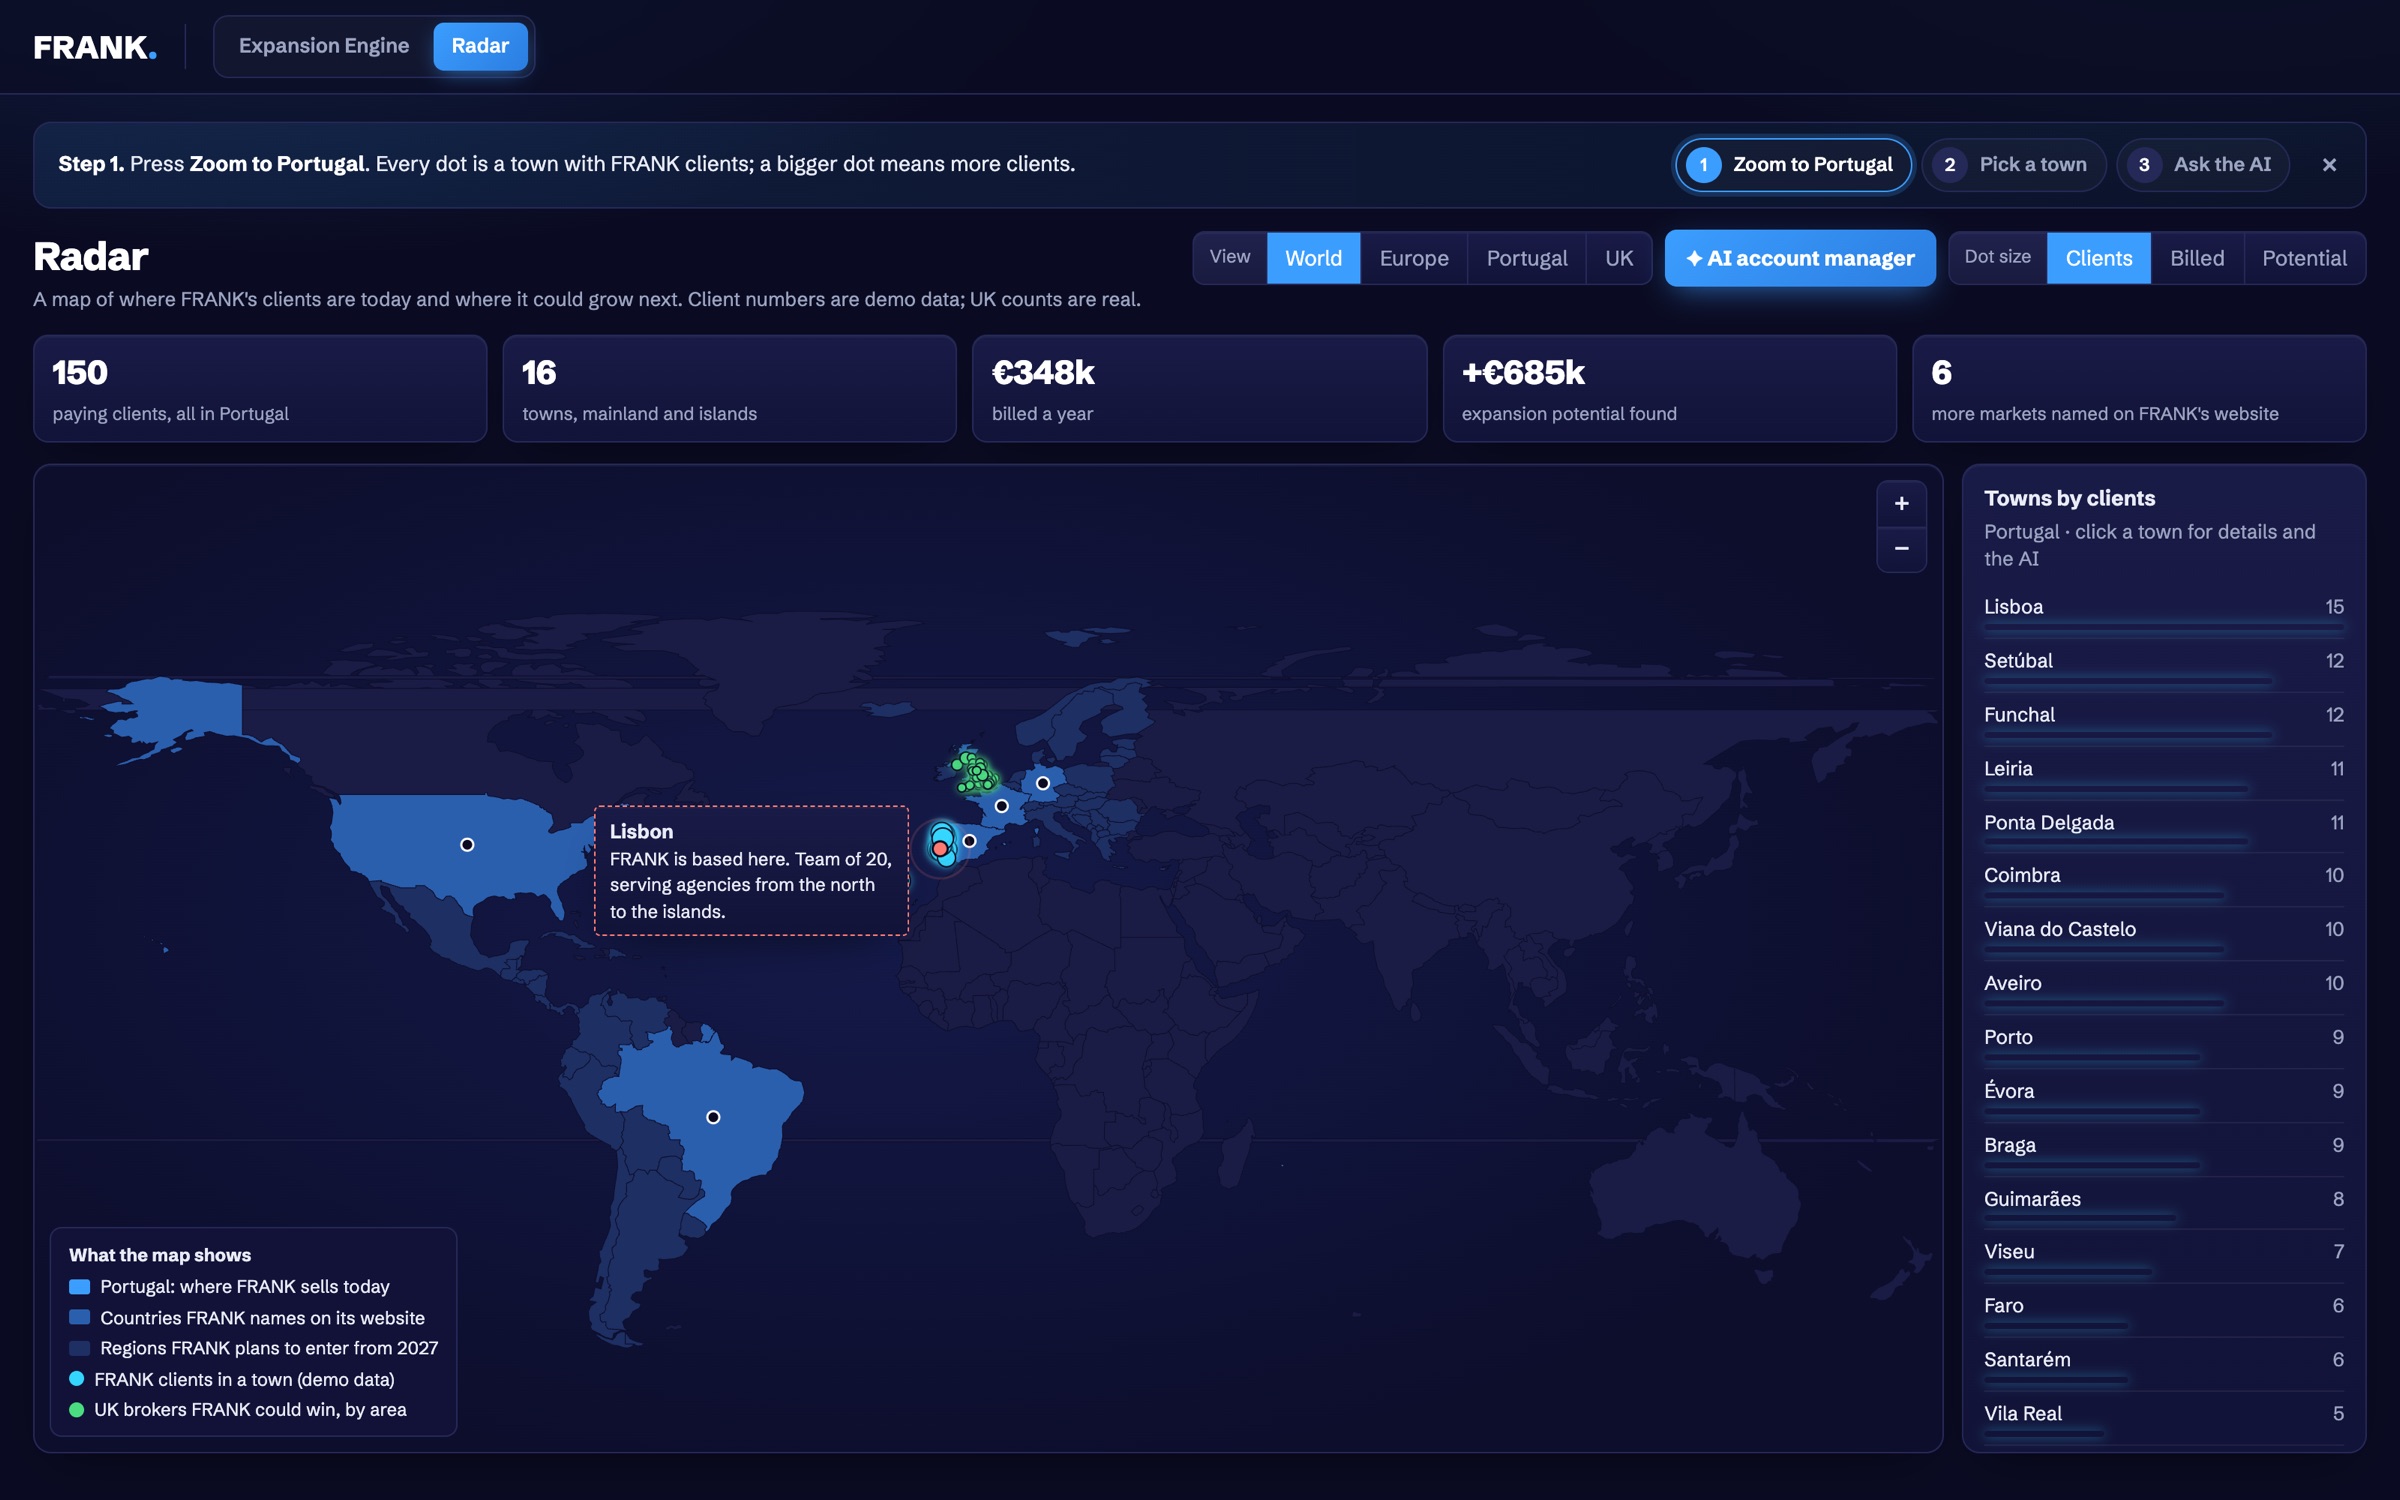 FRANK.
Expansion Engine
Radar
Step 1. Press Zoom to Portugal. Every dot is a town with FRANK clients; a bigger dot means more clients.
1 Zoom to Portugal
2 Pick a town
3 Ask the AI
×
Radar
A map of where FRANK's clients are today and where it could grow next. Client numbers are demo data; UK counts are real.
View World Europe Portugal UK
✦ AI account manager
Dot size Clients Billed Potential
150
paying clients, all in Portugal
16
towns, mainland and islands
€348k
billed a year
+€685k
expansion potential found
6
more markets named on FRANK's website
+
−
Lisbon
FRANK is based here. Team of 20,
serving agencies from the north
to the islands.
What the map shows
Portugal: where FRANK sells today
Countries FRANK names on its website
Regions FRANK plans to enter from 2027
FRANK clients in a town (demo data)
UK brokers FRANK could win, by area
Towns by clients
Portugal · click a town for details and
the AI
Lisboa 15
Setúbal 12
Funchal 12
Leiria 11
Ponta Delgada 11
Coimbra 10
Viana do Castelo 10
Aveiro 10
Porto 9
Évora 9
Braga 9
Guimarães 8
Viseu 7
Faro 6
Santarém 6
Vila Real 5